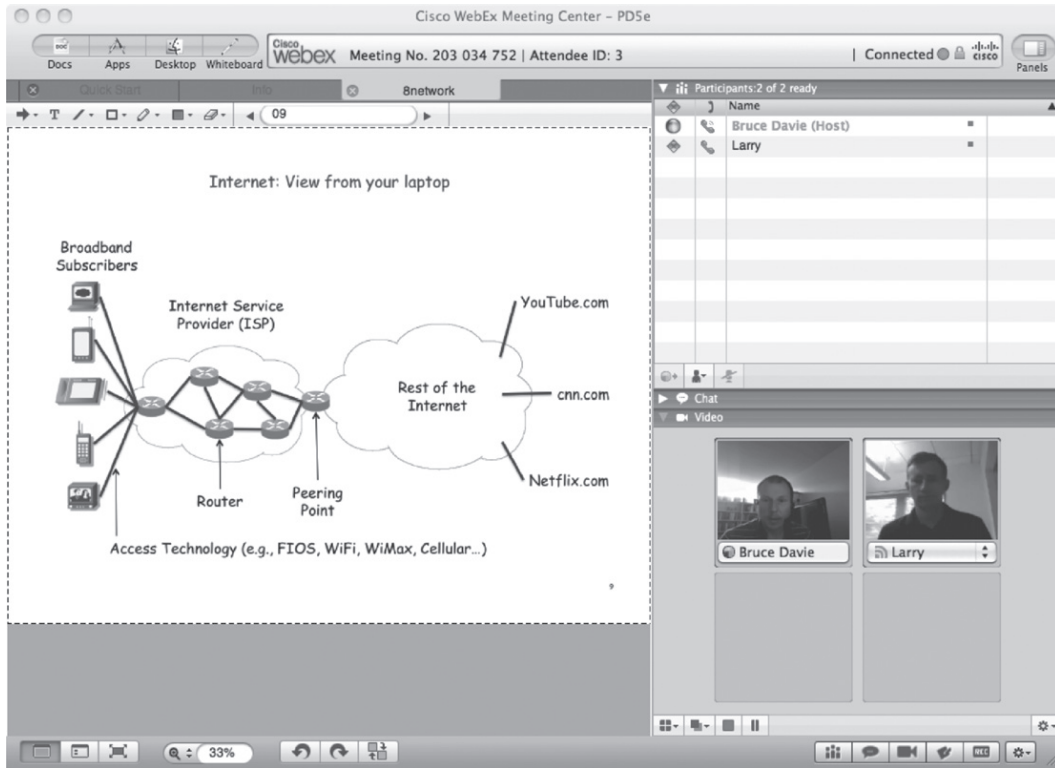 Cisco WebEx Meeting Center - PD5e
DOC
Docs Apps Desktop Whiteboard
Cisco
webex
Meeting No. 203 034 752 | Attendee ID: 3
| Connected
cisco
Panels
Quick Start
Info
8network
T
09
Internet: View from your laptop
Broadband
Subscribers
Internet Service
Provider (ISP)
Rest of the
Internet
YouTube.com
cnn.com
Netflix.com
Router
Peering
Point
Access Technology (e.g., FIOS, WiFi, WiMax, Cellular...)
9
33%
Participants:2 of 2 ready
Name
Bruce Davie (Host)
Larry
Chat
Video
Bruce Davie
Larry
REC